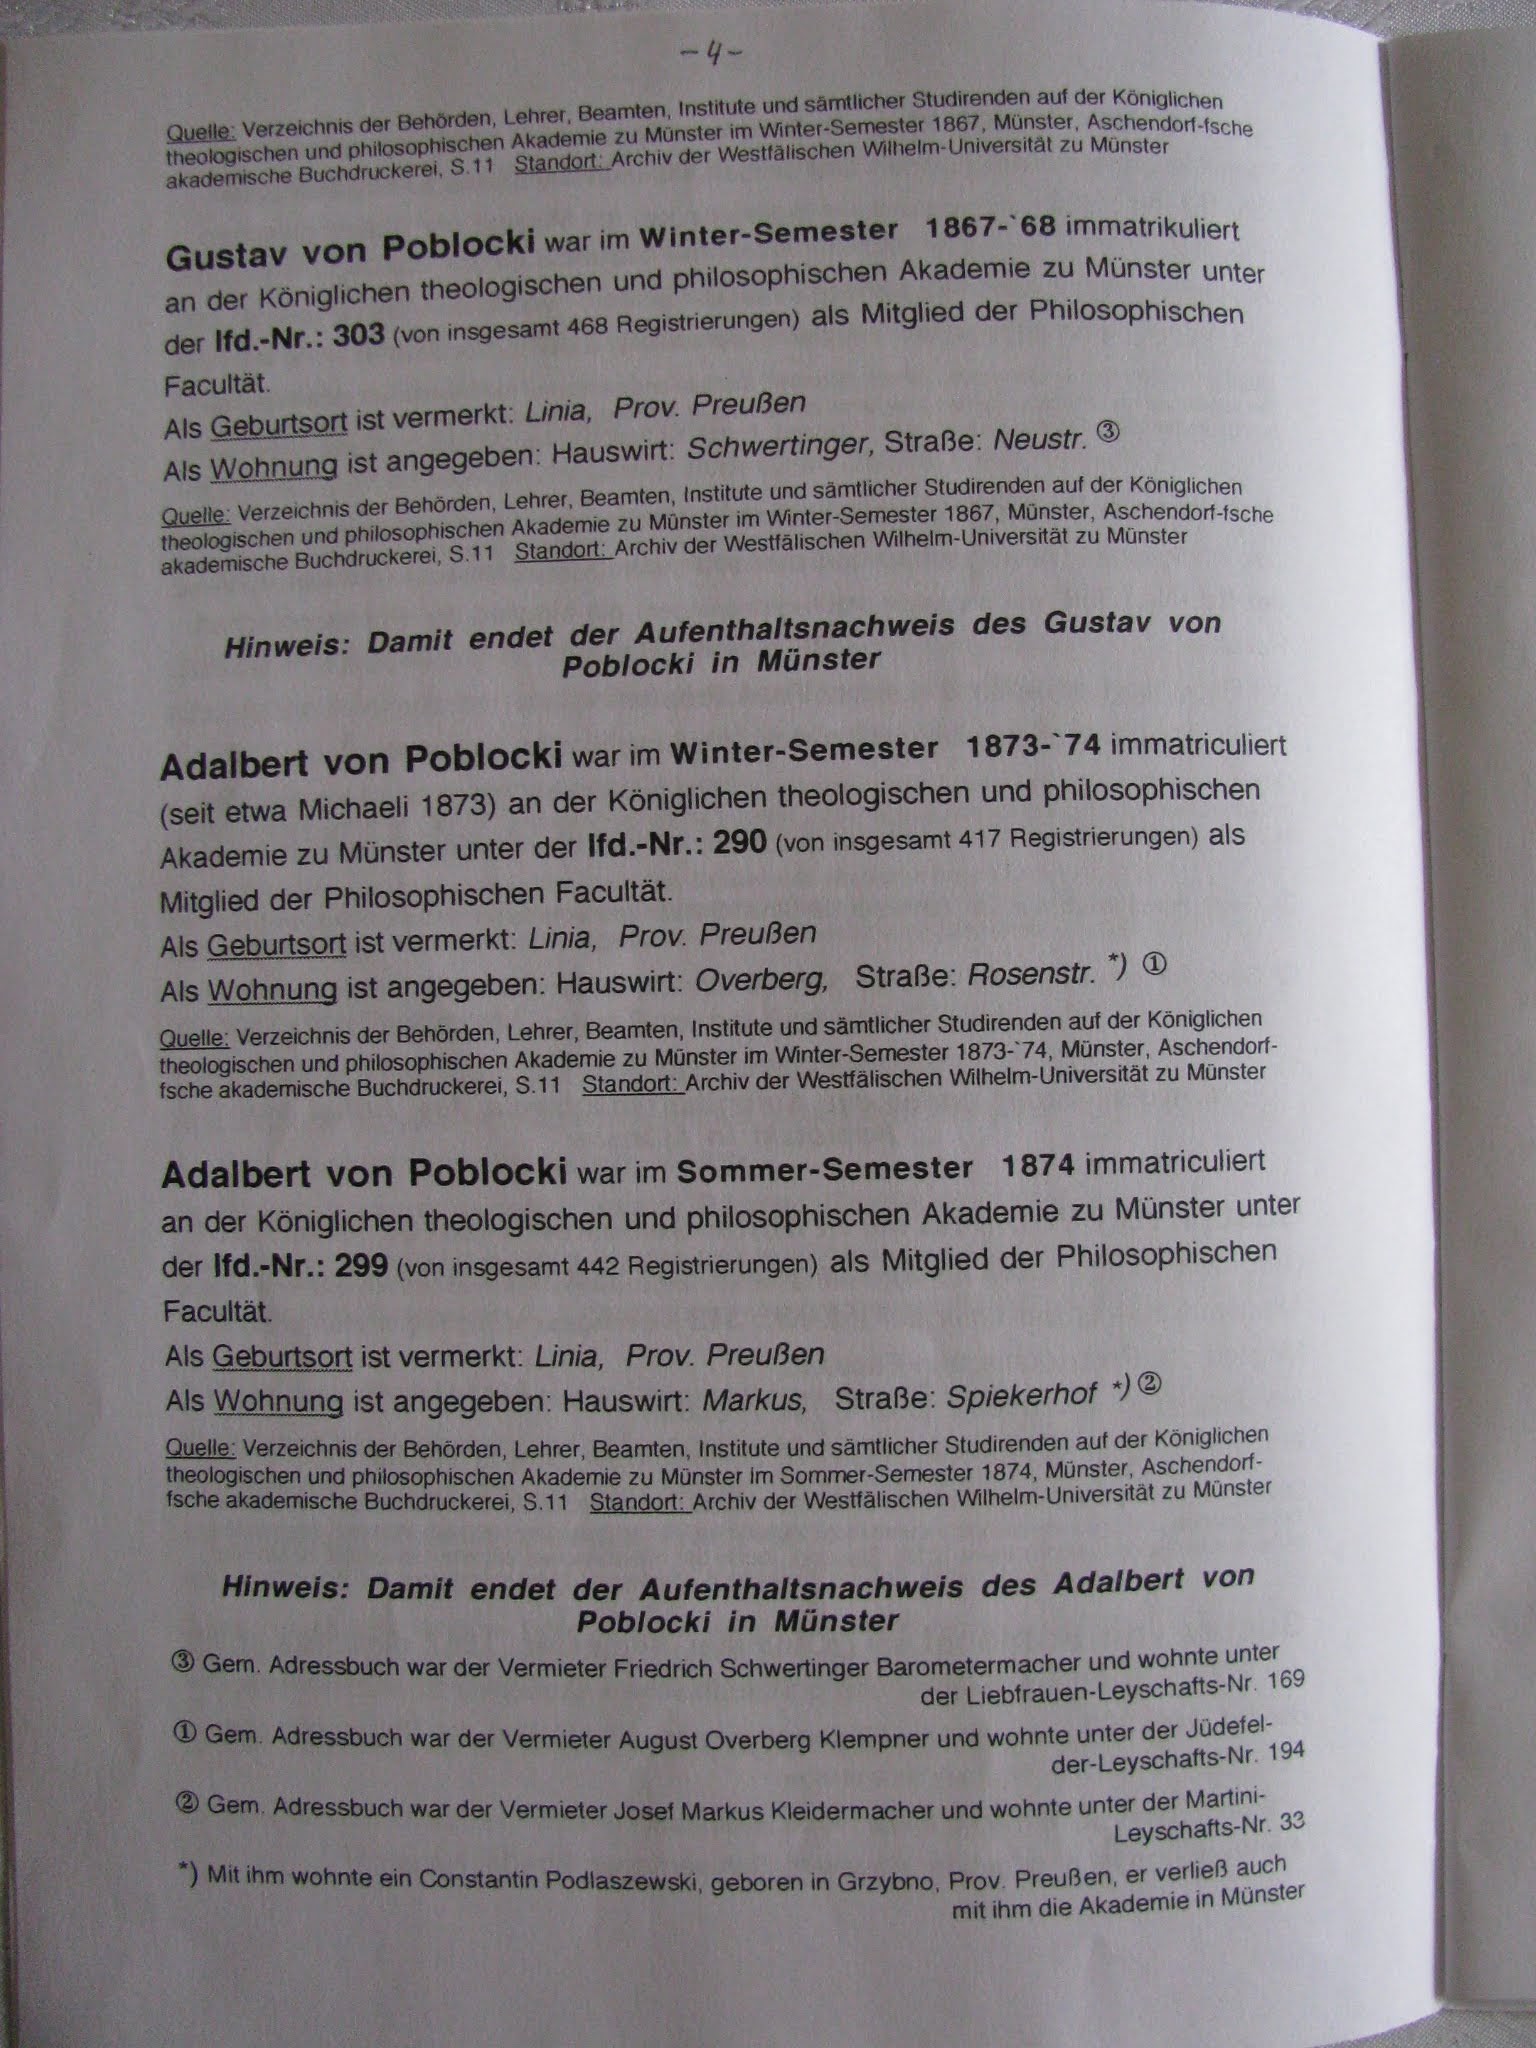 -4-
Quelle: Verzeichnis der Behörden, Lehrer, Beamten, Institute und sämtlicher Studirenden auf der Königlichen
theologischen und philosophischen Akademie zu Münster im Winter-Semester 1867, Münster, Aschendorf-fsche
akademische Buchdruckerei, S.11 Standort: Archiv der Westfälischen Wilhelm-Universität zu Münster
Gustav von Poblocki war im Winter-Semester 1867-`68 immatrikuliert
an der Königlichen theologischen und philosophischen Akademie zu Münster unter
der lfd.-Nr.: 303 (von insgesamt 468 Registrierungen) als Mitglied der Philosophischen
Facultät.
Als Geburtsort ist vermerkt: Linia, Prov. Preußen
Als Wohnung ist angegeben: Hauswirt: Schwertinger, Straße: Neustr. ③
Quelle: Verzeichnis der Behörden, Lehrer, Beamten, Institute und sämtlicher Studirenden auf der Königlichen
theologischen und philosophischen Akademie zu Münster im Winter-Semester 1867, Münster, Aschendorf-fsche
akademische Buchdruckerei, S.11 Standort: Archiv der Westfälischen Wilhelm-Universität zu Münster
Hinweis: Damit endet der Aufenthaltsnachweis des Gustav von
Poblocki in Münster
Adalbert von Poblocki war im Winter-Semester 1873-`74 immatriculiert
(seit etwa Michaeli 1873) an der Königlichen theologischen und philosophischen
Akademie zu Münster unter der lfd.-Nr.: 290 (von insgesamt 417 Registrierungen) als
Mitglied der Philosophischen Facultät.
Als Geburtsort ist vermerkt: Linia, Prov. Preußen
Als Wohnung ist angegeben: Hauswirt: Overberg, Straße: Rosenstr. *) ①
Quelle: Verzeichnis der Behörden, Lehrer, Beamten, Institute und sämtlicher Studirenden auf der Königlichen
theologischen und philosophischen Akademie zu Münster im Winter-Semester 1873-`74, Münster, Aschendorf-
fsche akademische Buchdruckerei, S.11 Standort: Archiv der Westfälischen Wilhelm-Universität zu Münster
Adalbert von Poblocki war im Sommer-Semester 1874 immatriculiert
an der Königlichen theologischen und philosophischen Akademie zu Münster unter
der lfd.-Nr.: 299 (von insgesamt 442 Registrierungen) als Mitglied der Philosophischen
Facultät.
Als Geburtsort ist vermerkt: Linia, Prov. Preußen
Als Wohnung ist angegeben: Hauswirt: Markus, Straße: Spiekerhof *) ②
Quelle: Verzeichnis der Behörden, Lehrer, Beamten, Institute und sämtlicher Studirenden auf der Königlichen
theologischen und philosophischen Akademie zu Münster im Sommer-Semester 1874, Münster, Aschendorf-
fsche akademische Buchdruckerei, S.11 Standort: Archiv der Westfälischen Wilhelm-Universität zu Münster
Hinweis: Damit endet der Aufenthaltsnachweis des Adalbert von
Poblocki in Münster
③ Gem. Adressbuch war der Vermieter Friedrich Schwertinger Barometermacher und wohnte unter
der Liebfrauen-Leyschafts-Nr. 169
① Gem. Adressbuch war der Vermieter August Overberg Klempner und wohnte unter der Jüdefel-
der-Leyschafts-Nr. 194
② Gem. Adressbuch war der Vermieter Josef Markus Kleidermacher und wohnte unter der Martini-
Leyschafts-Nr. 33
*) Mit ihm wohnte ein Constantin Podlaszewski, geboren in Grzybno, Prov. Preußen, er verließ auch
mit ihm die Akademie in Münster